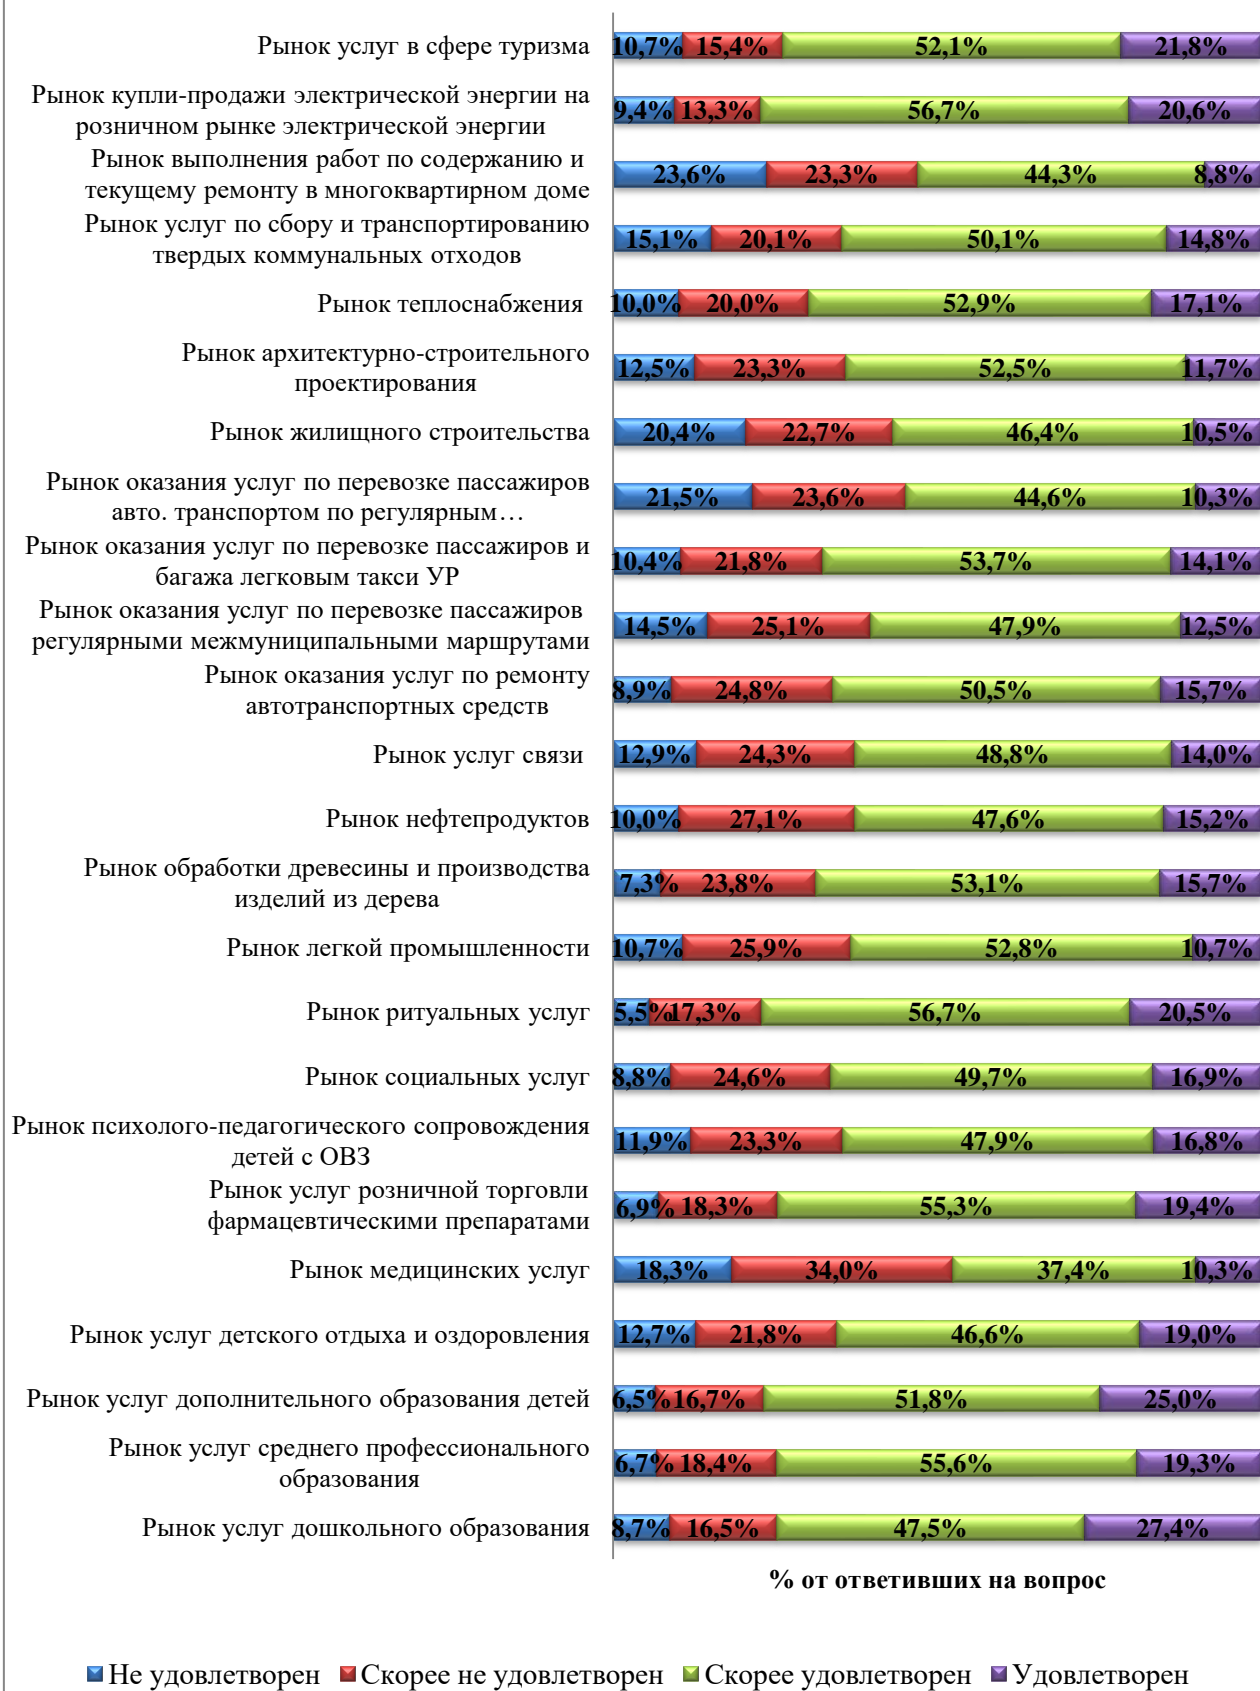 Рынок услуг в сфере туризма
10,7% 15,4% 52,1% 21,8%
Рынок купли-продажи электрической энергии на
розничном рынке электрической энергии
9,4% 13,3% 56,7% 20,6%
Рынок выполнения работ по содержанию и
текущему ремонту в многоквартирном доме
23,6% 23,3% 44,3% 8,8%
Рынок услуг по сбору и транспортированию
твердых коммунальных отходов
15,1% 20,1% 50,1% 14,8%
Рынок теплоснабжения
10,0% 20,0% 52,9% 17,1%
Рынок архитектурно-строительного
проектирования
12,5% 23,3% 52,5% 11,7%
Рынок жилищного строительства
20,4% 22,7% 46,4% 10,5%
Рынок оказания услуг по перевозке пассажиров
авто. транспортом по регулярным…
21,5% 23,6% 44,6% 10,3%
Рынок оказания услуг по перевозке пассажиров и
багажа легковым такси УР
10,4% 21,8% 53,7% 14,1%
Рынок оказания услуг по перевозке пассажиров
регулярными межмуниципальными маршрутами
14,5% 25,1% 47,9% 12,5%
Рынок оказания услуг по ремонту
автотранспортных средств
8,9% 24,8% 50,5% 15,7%
Рынок услуг связи
12,9% 24,3% 48,8% 14,0%
Рынок нефтепродуктов
10,0% 27,1% 47,6% 15,2%
Рынок обработки древесины и производства
изделий из дерева
7,3% 23,8% 53,1% 15,7%
Рынок легкой промышленности
10,7% 25,9% 52,8% 10,7%
Рынок ритуальных услуг
5,5% 17,3% 56,7% 20,5%
Рынок социальных услуг
8,8% 24,6% 49,7% 16,9%
Рынок психолого-педагогического сопровождения
детей с ОВЗ
11,9% 23,3% 47,9% 16,8%
Рынок услуг розничной торговли
фармацевтическими препаратами
6,9% 18,3% 55,3% 19,4%
Рынок медицинских услуг
18,3% 34,0% 37,4% 10,3%
Рынок услуг детского отдыха и оздоровления
12,7% 21,8% 46,6% 19,0%
Рынок услуг дополнительного образования детей
6,5% 16,7% 51,8% 25,0%
Рынок услуг среднего профессионального
образования
6,7% 18,4% 55,6% 19,3%
Рынок услуг дошкольного образования
8,7% 16,5% 47,5% 27,4%
% от ответивших на вопрос
Не удовлетворен Скорее не удовлетворен Скорее удовлетворен Удовлетворен